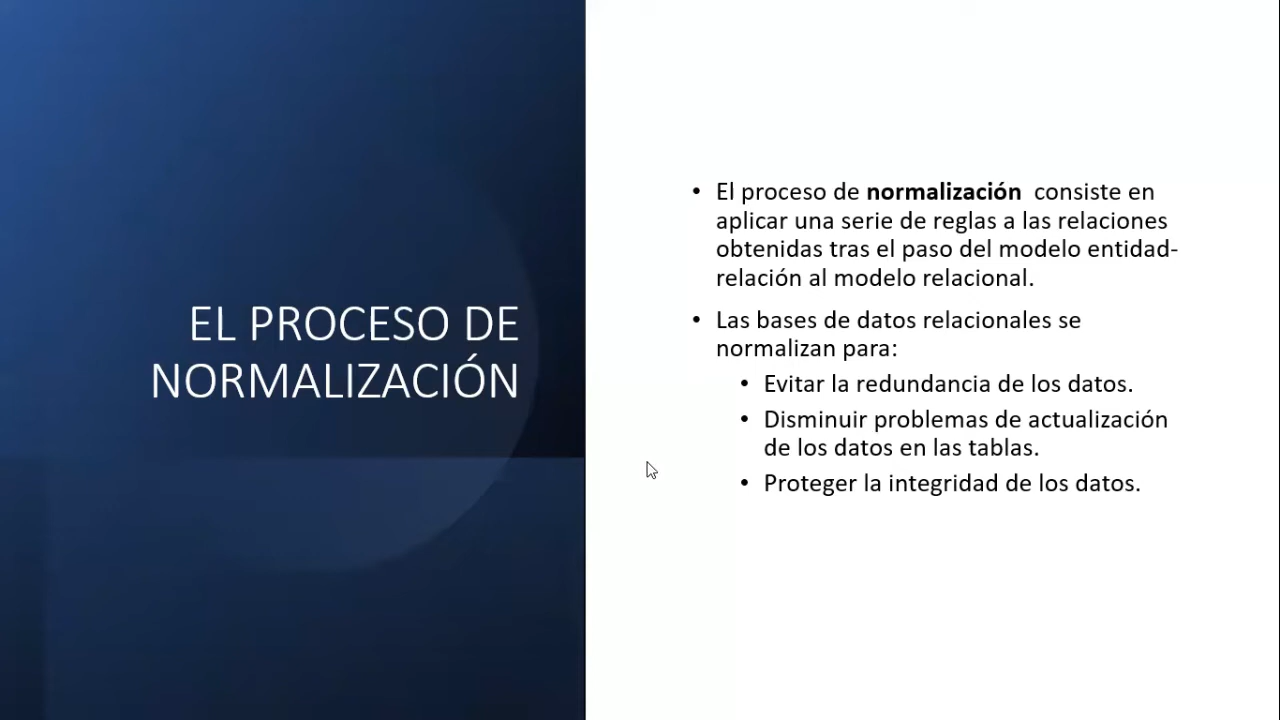 EL PROCESO DE
NORMALIZACIÓN
• El proceso de normalización consiste en
aplicar una serie de reglas a las relaciones
obtenidas tras el paso del modelo entidad-
relación al modelo relacional.
• Las bases de datos relacionales se
normalizan para:
• Evitar la redundancia de los datos.
• Disminuir problemas de actualización
de los datos en las tablas.
• Proteger la integridad de los datos.